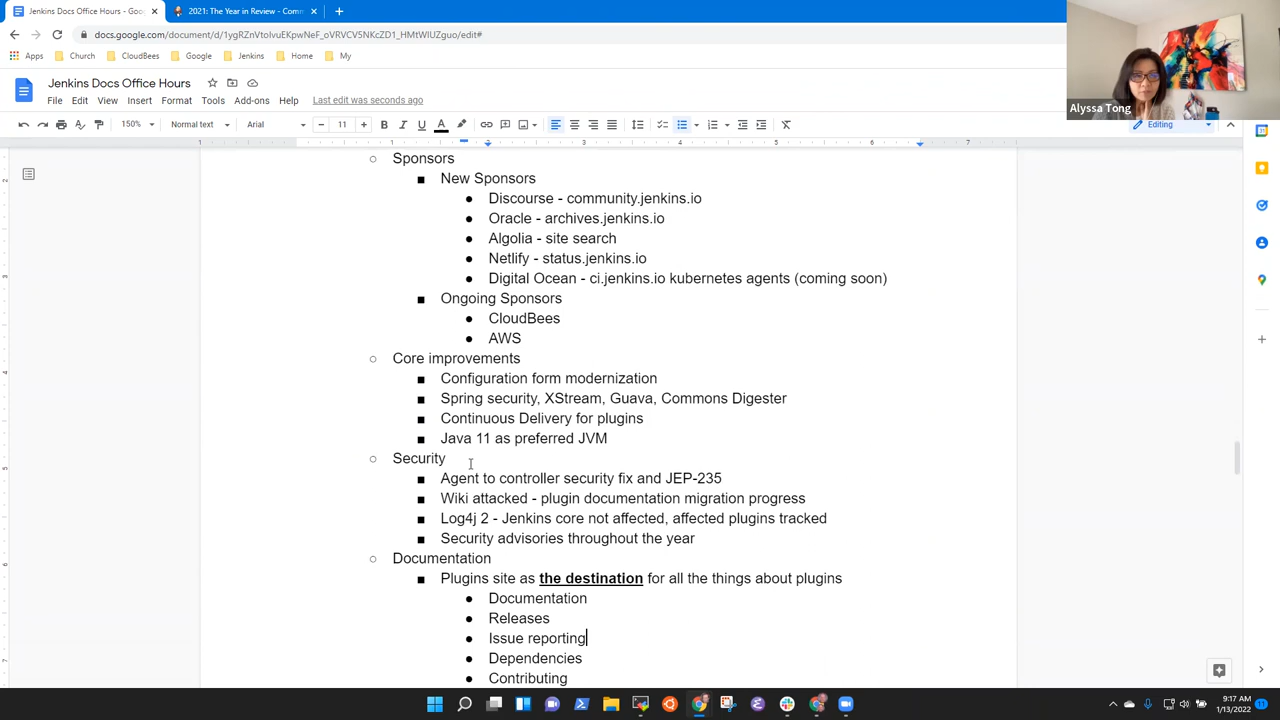 Jenkins Docs Office Hours - Goo
2021: The Year in Review - Com
docs.google.com/document/d/1ygRZnVtoIvuEKpwNeF_oVRVCV5NKcZD1_HMtWIUZguo/edit#
Apps Church CloudBees Google Jenkins Home My
Alyssa Tong
Jenkins Docs Office Hours
File Edit View Insert Format Tools Add-ons Help Last edit was seconds ago
150% Normal text Arial 11 Editing
Sponsors
New Sponsors
Discourse - community.jenkins.io
Oracle - archives.jenkins.io
Algolia - site search
Netlify - status.jenkins.io
Digital Ocean - ci.jenkins.io kubernetes agents (coming soon)
Ongoing Sponsors
CloudBees
AWS
Core improvements
Configuration form modernization
Spring security, XStream, Guava, Commons Digester
Continuous Delivery for plugins
Java 11 as preferred JVM
Security
Agent to controller security fix and JEP-235
Wiki attacked - plugin documentation migration progress
Log4j 2 - Jenkins core not affected, affected plugins tracked
Security advisories throughout the year
Documentation
Plugins site as the destination for all the things about plugins
Documentation
Releases
Issue reporting
Dependencies
Contributing
9:17 AM
1/13/2022